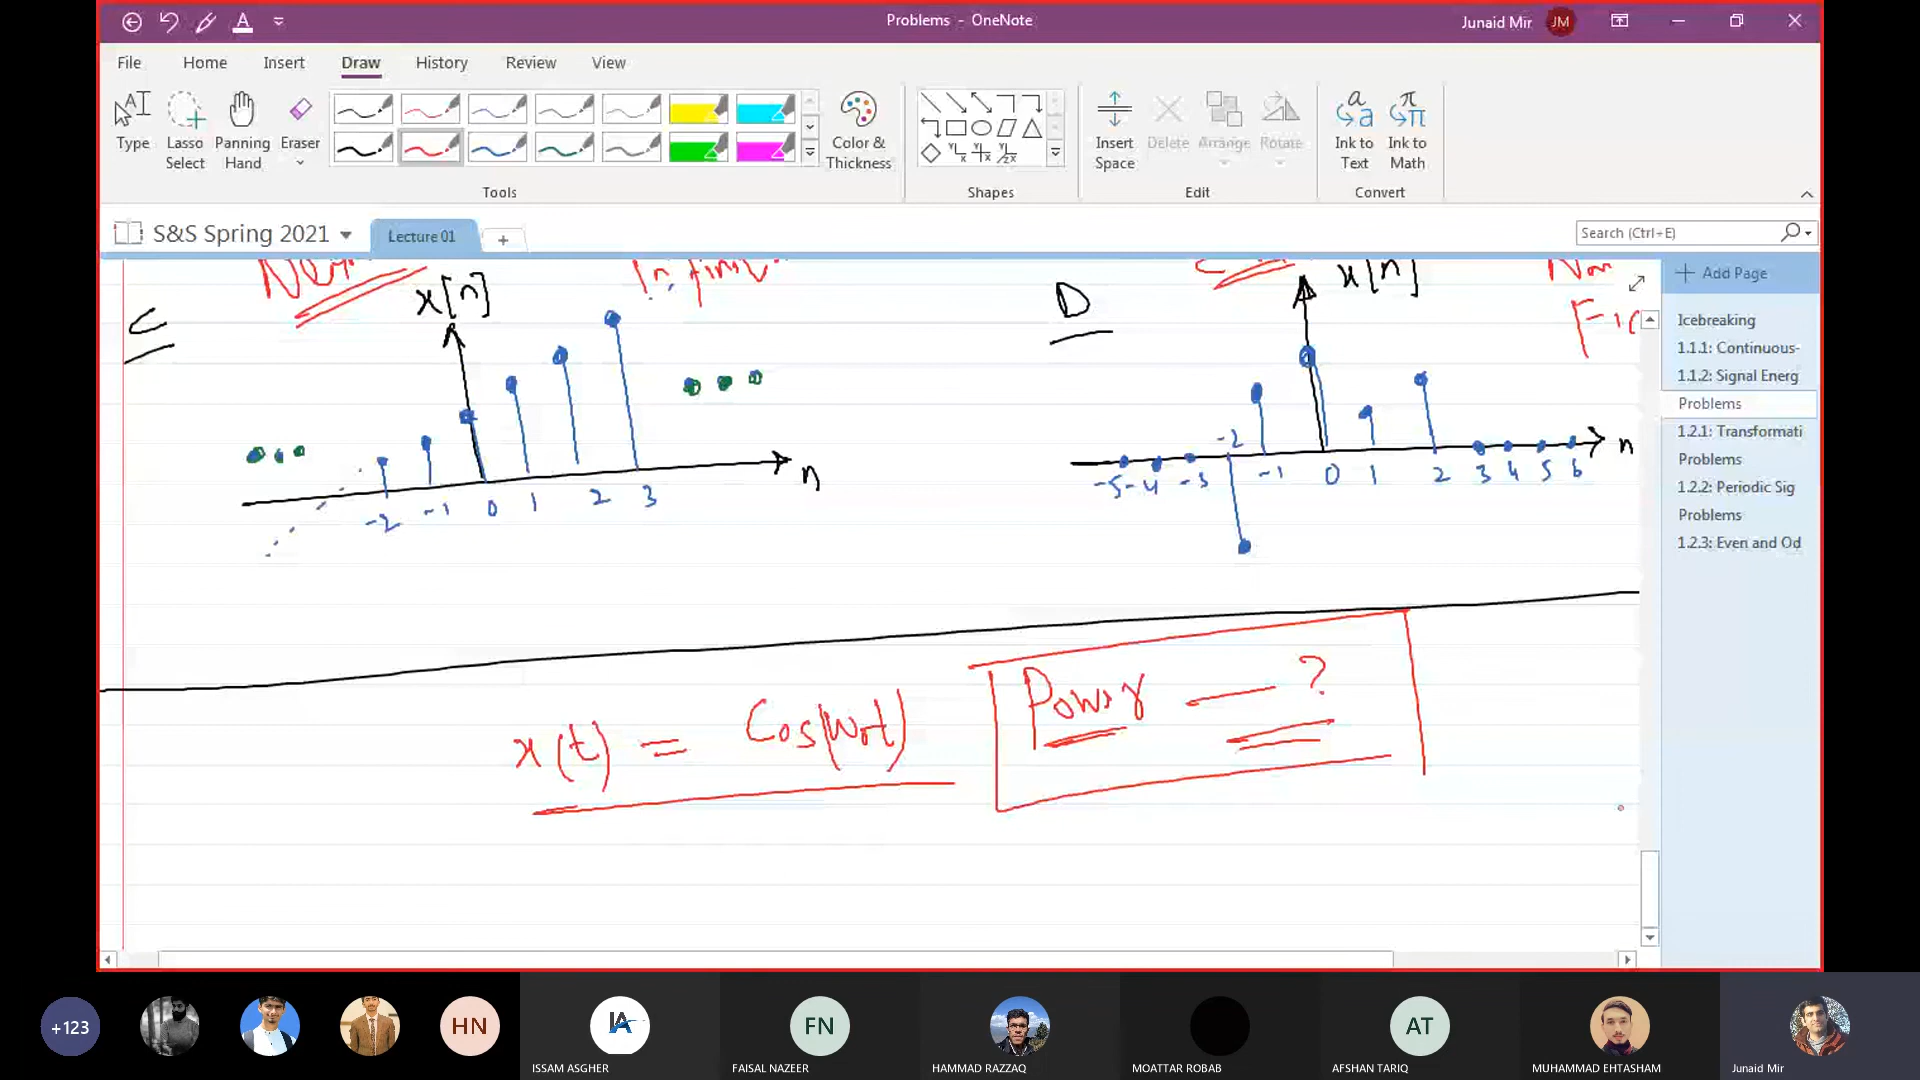 Problems - OneNote
Junaid Mir JM
File Home Insert Draw History Review View
Type
Lasso Select
Panning Hand
Eraser
Color & Thickness
Insert Space
Delete
Arrange
Rotate
Ink to Text
Ink to Math
Tools
Shapes
Edit
Convert
S&S Spring 2021
Lecture 01
Search (Ctrl+E)
Add Page
Icebreaking
1.1.1: Continuous-
1.1.2: Signal Energ
Problems
1.2.1: Transformati
Problems
1.2.2: Periodic Sig
Problems
1.2.3: Even and Od
C
x[n]
-2 -1 0 1 2 3
n
D
x[n]
-2
-5 -4 -3 -1 0 1 2 3 4 5 6
n
x(t) = Cos(w₀t)
Power — ?
+123
HN
IA
FN
AT
ISSAM ASGHER
FAISAL NAZEER
HAMMAD RAZZAQ
MOATTAR ROBAB
AFSHAN TARIQ
MUHAMMAD EHTASHAM
Junaid Mir